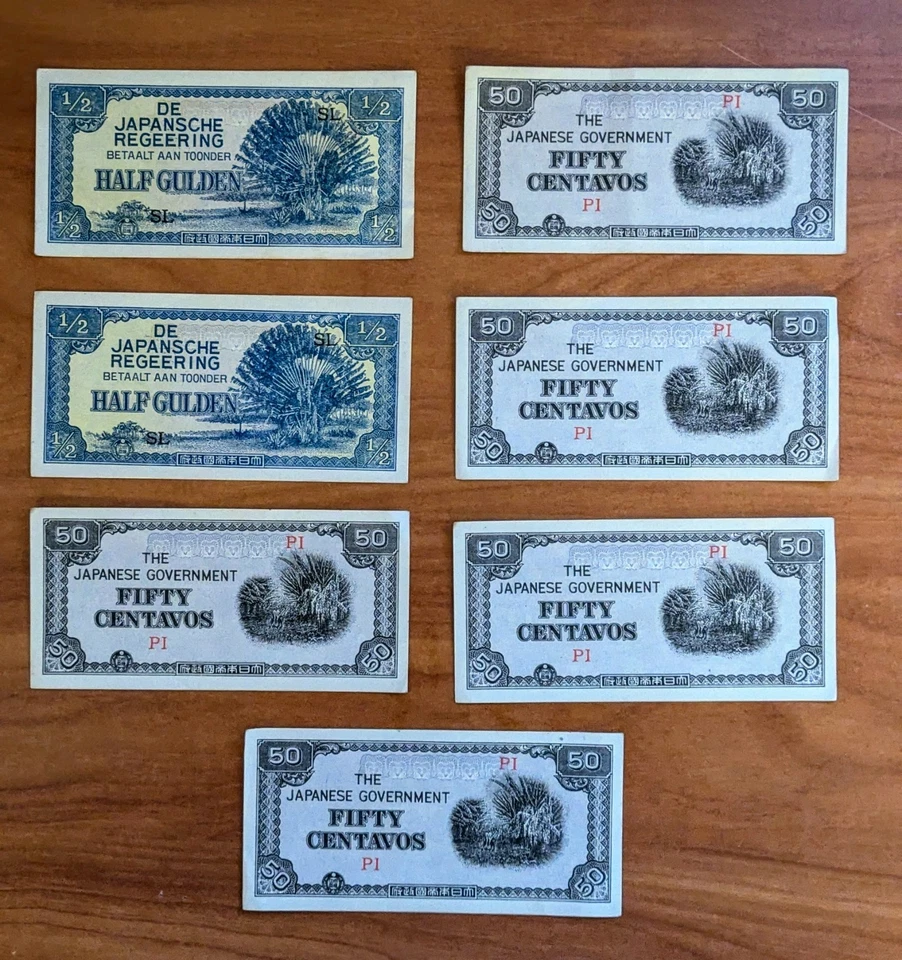 1/2 1/2
SL
DE
JAPANSCHE
REGEERING
BETAALT AAN TOONDER
HALF GULDEN
SL
1/2 1/2
府政國帝本日大
50 50
PI
THE
JAPANESE GOVERNMENT
FIFTY
CENTAVOS
PI
50 50
府政國帝本日大
1/2 1/2
SL
DE
JAPANSCHE
REGEERING
BETAALT AAN TOONDER
HALF GULDEN
SL
1/2 1/2
府政國帝本日大
50 50
PI
THE
JAPANESE GOVERNMENT
FIFTY
CENTAVOS
PI
50 50
府政國帝本日大
50 50
PI
THE
JAPANESE GOVERNMENT
FIFTY
CENTAVOS
PI
50 50
府政國帝本日大
50 50
PI
THE
JAPANESE GOVERNMENT
FIFTY
CENTAVOS
PI
50 50
府政國帝本日大
50 50
PI
THE
JAPANESE GOVERNMENT
FIFTY
CENTAVOS
PI
50 50
府政國帝本日大